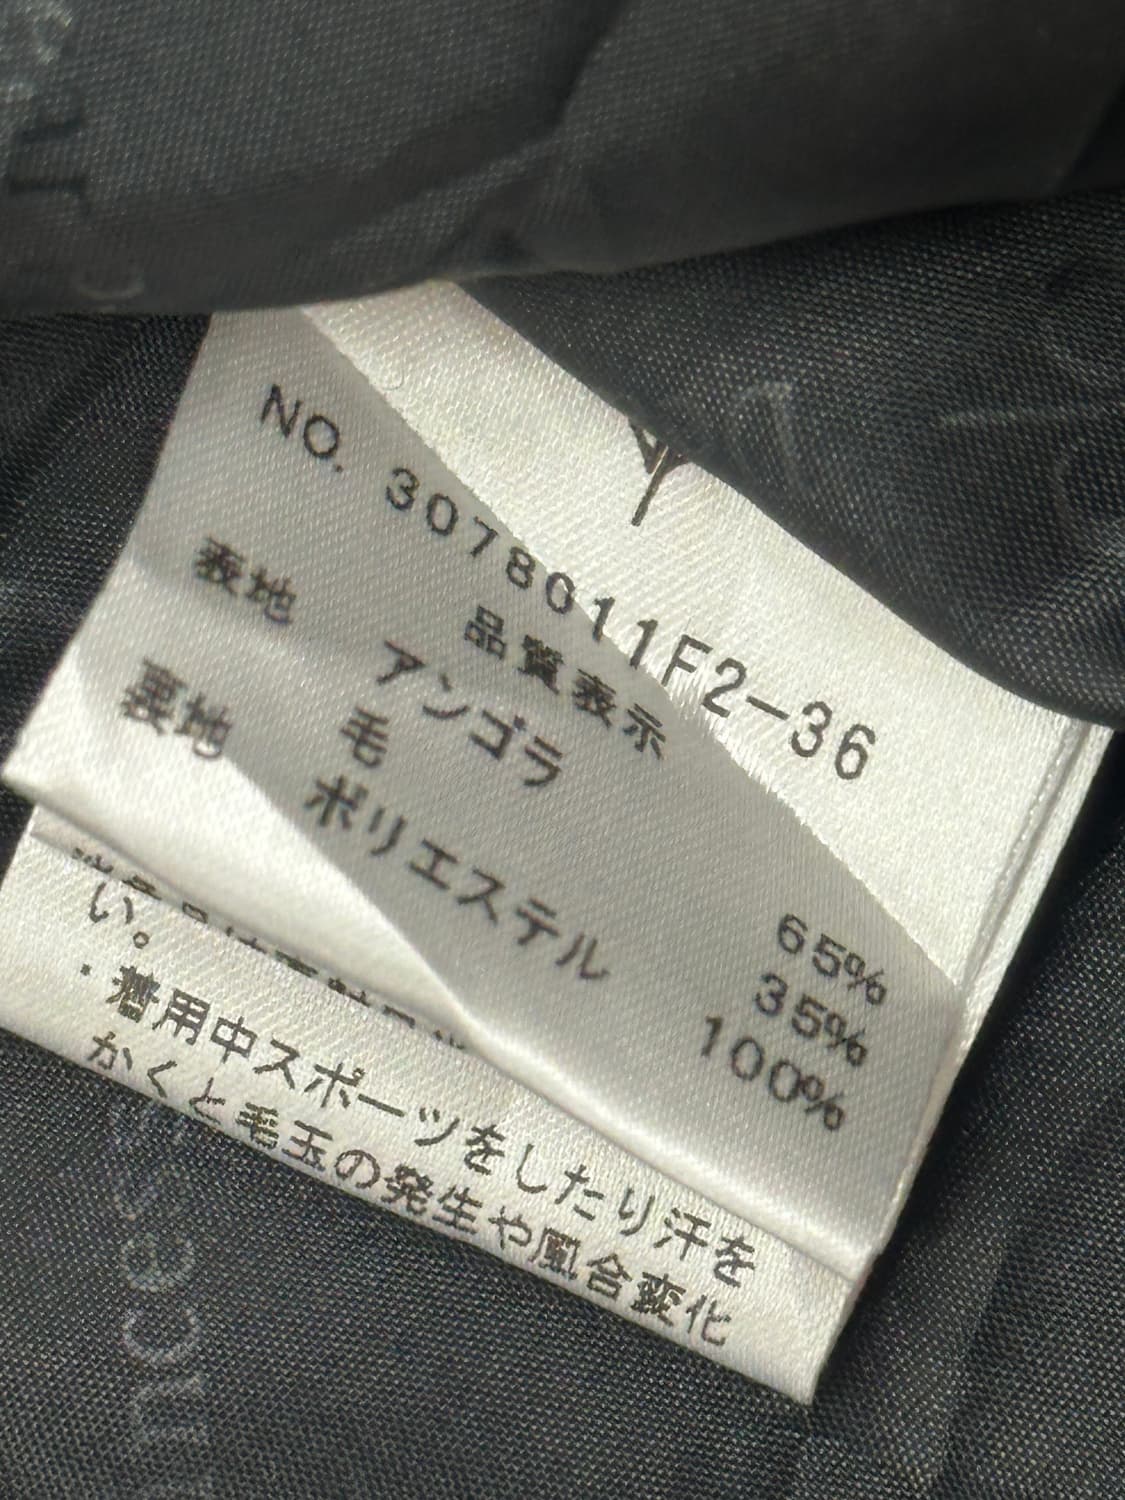 NO. 3078011F2-36
品質表示
表地 アンゴラ 65%
毛 35%
裏地 ポリエステル 100%
い。
・着用中スポーツをしたり汗を
かくと毛玉の発生や風合変化